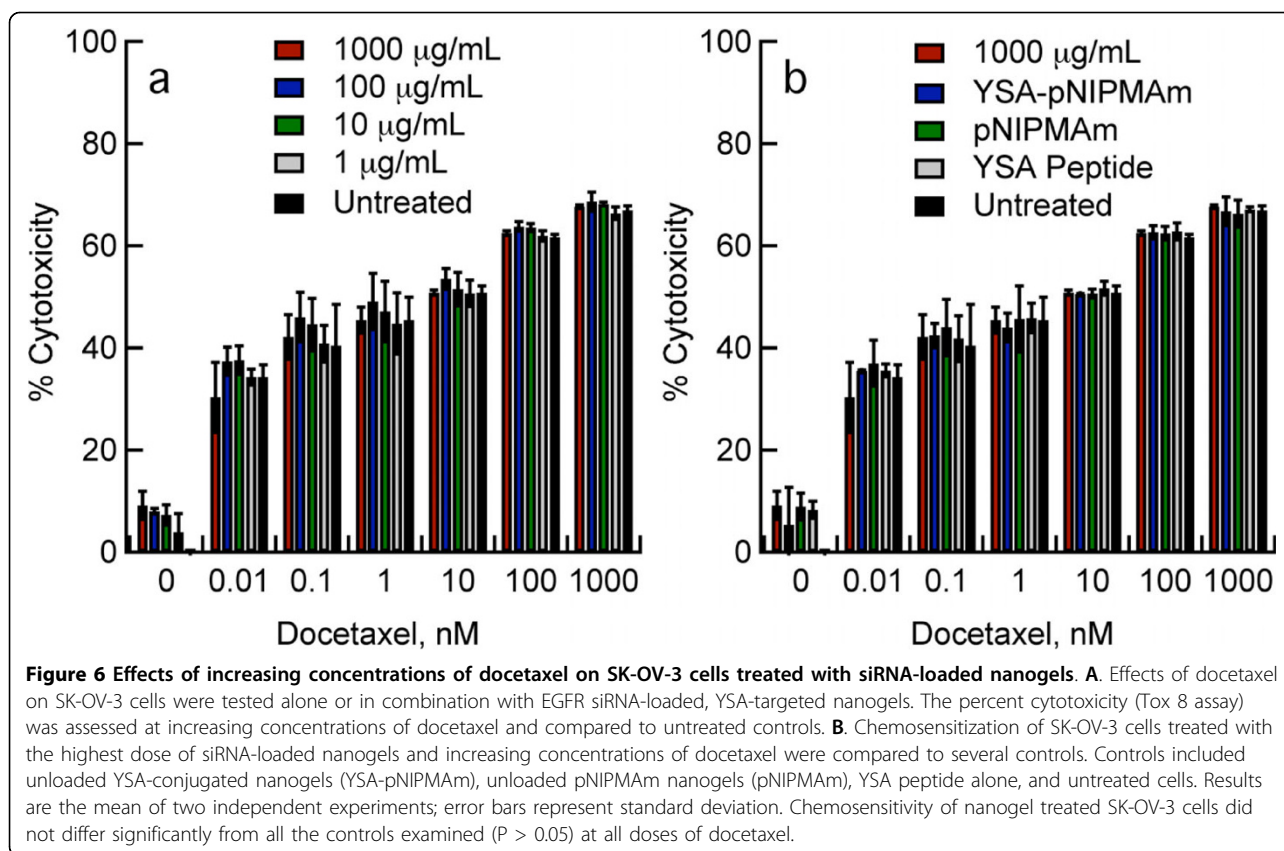 100
80
60
40
20
0
% Cytotoxicity
a
1000 μg/mL
100 μg/mL
10 μg/mL
1 μg/mL
Untreated
0 0.01 0.1 1 10 100 1000
Docetaxel, nM
100
80
60
40
20
0
% Cytotoxicity
b
1000 μg/mL
YSA-pNIPMAm
pNIPMAm
YSA Peptide
Untreated
0 0.01 0.1 1 10 100 1000
Docetaxel, nM
Figure 6 Effects of increasing concentrations of docetaxel on SK-OV-3 cells treated with siRNA-loaded nanogels. A. Effects of docetaxel
on SK-OV-3 cells were tested alone or in combination with EGFR siRNA-loaded, YSA-targeted nanogels. The percent cytotoxicity (Tox 8 assay)
was assessed at increasing concentrations of docetaxel and compared to untreated controls. B. Chemosensitization of SK-OV-3 cells treated with
the highest dose of siRNA-loaded nanogels and increasing concentrations of docetaxel were compared to several controls. Controls included
unloaded YSA-conjugated nanogels (YSA-pNIPMAm), unloaded pNIPMAm nanogels (pNIPMAm), YSA peptide alone, and untreated cells. Results
are the mean of two independent experiments; error bars represent standard deviation. Chemosensitivity of nanogel treated SK-OV-3 cells did
not differ significantly from all the controls examined (P > 0.05) at all doses of docetaxel.